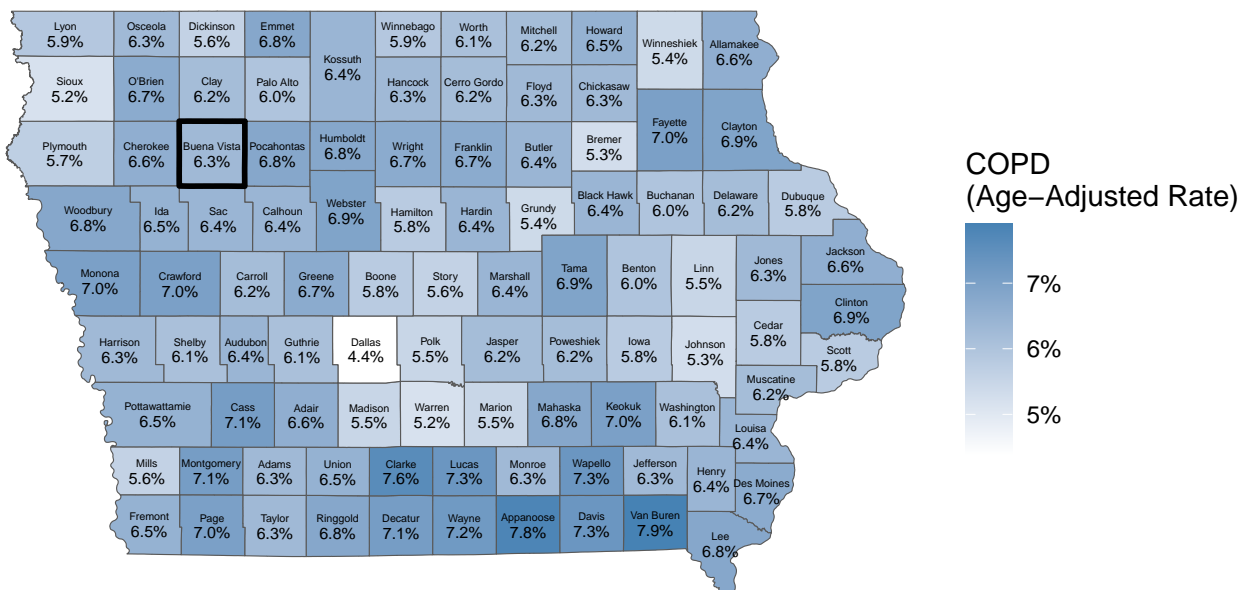 Lyon
5.9%
Osceola
6.3%
Dickinson
5.6%
Emmet
6.8%
Kossuth
6.4%
Winnebago
5.9%
Worth
6.1%
Mitchell
6.2%
Howard
6.5%
Winneshiek
5.4%
Allamakee
6.6%
Sioux
5.2%
O'Brien
6.7%
Clay
6.2%
Palo Alto
6.0%
Hancock
6.3%
Cerro Gordo
6.2%
Floyd
6.3%
Chickasaw
6.3%
Fayette
7.0%
Clayton
6.9%
Plymouth
5.7%
Cherokee
6.6%
Buena Vista
6.3%
Pocahontas
6.8%
Humboldt
6.8%
Wright
6.7%
Franklin
6.7%
Butler
6.4%
Bremer
5.3%
Woodbury
6.8%
Ida
6.5%
Sac
6.4%
Calhoun
6.4%
Webster
6.9%
Hamilton
5.8%
Hardin
6.4%
Grundy
5.4%
Black Hawk
6.4%
Buchanan
6.0%
Delaware
6.2%
Dubuque
5.8%
Monona
7.0%
Crawford
7.0%
Carroll
6.2%
Greene
6.7%
Boone
5.8%
Story
5.6%
Marshall
6.4%
Tama
6.9%
Benton
6.0%
Linn
5.5%
Jones
6.3%
Jackson
6.6%
Clinton
6.9%
Harrison
6.3%
Shelby
6.1%
Audubon
6.4%
Guthrie
6.1%
Dallas
4.4%
Polk
5.5%
Jasper
6.2%
Poweshiek
6.2%
Iowa
5.8%
Johnson
5.3%
Cedar
5.8%
Scott
5.8%
Muscatine
6.2%
Pottawattamie
6.5%
Cass
7.1%
Adair
6.6%
Madison
5.5%
Warren
5.2%
Marion
5.5%
Mahaska
6.8%
Keokuk
7.0%
Washington
6.1%
Louisa
6.4%
Mills
5.6%
Montgomery
7.1%
Adams
6.3%
Union
6.5%
Clarke
7.6%
Lucas
7.3%
Monroe
6.3%
Wapello
7.3%
Jefferson
6.3%
Henry
6.4%
Des Moines
6.7%
Fremont
6.5%
Page
7.0%
Taylor
6.3%
Ringgold
6.8%
Decatur
7.1%
Wayne
7.2%
Appanoose
7.8%
Davis
7.3%
Van Buren
7.9%
Lee
6.8%
COPD
(Age−Adjusted Rate)
7%
6%
5%